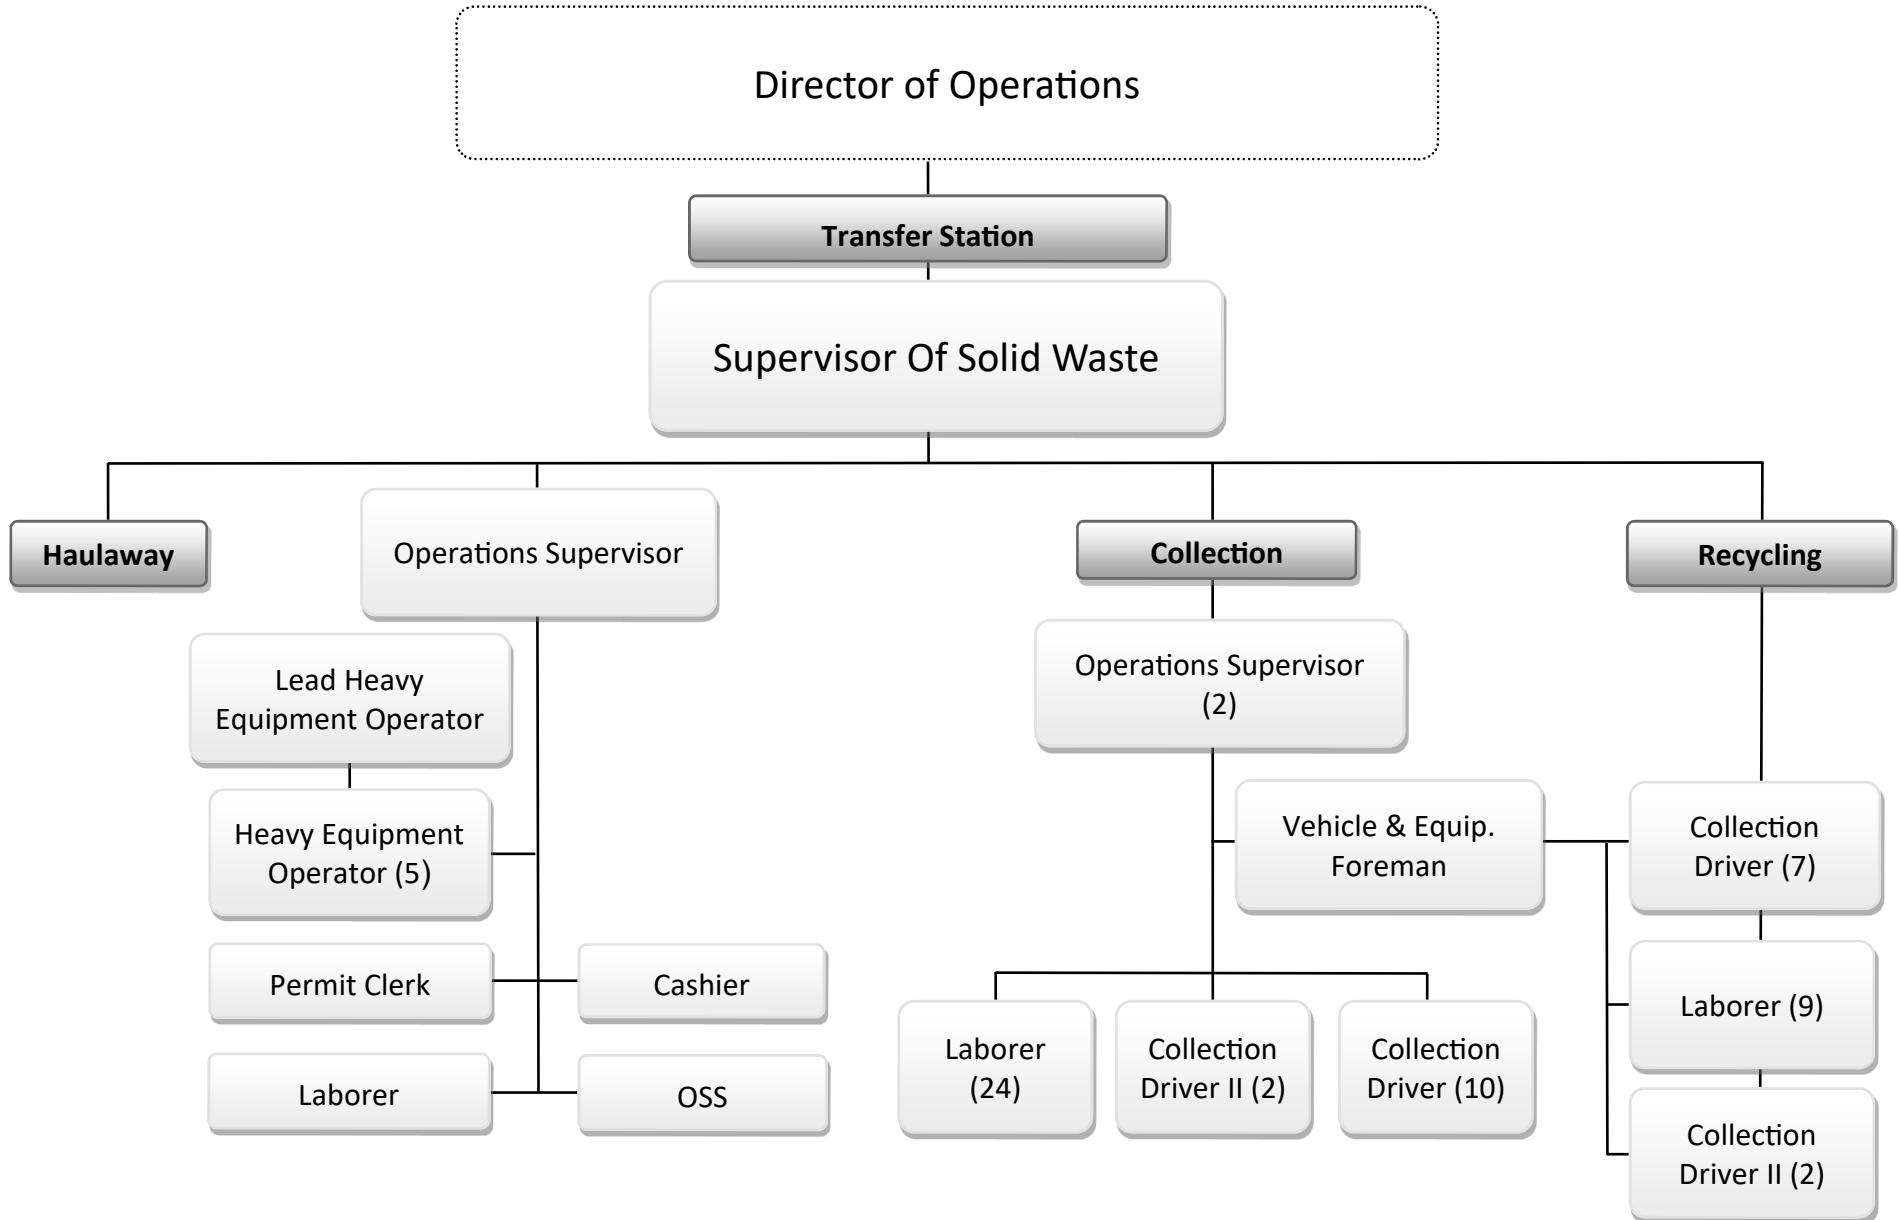 Director of Operations
Transfer Station
Supervisor Of Solid Waste
Haulaway
Operations Supervisor
Collection
Recycling
Lead Heavy
Equipment Operator
Operations Supervisor
(2)
Heavy Equipment
Operator (5)
Vehicle & Equip.
Foreman
Collection
Driver (7)
Permit Clerk
Cashier
Laborer (9)
Laborer
OSS
Laborer
(24)
Collection
Driver II (2)
Collection
Driver (10)
Collection
Driver II (2)